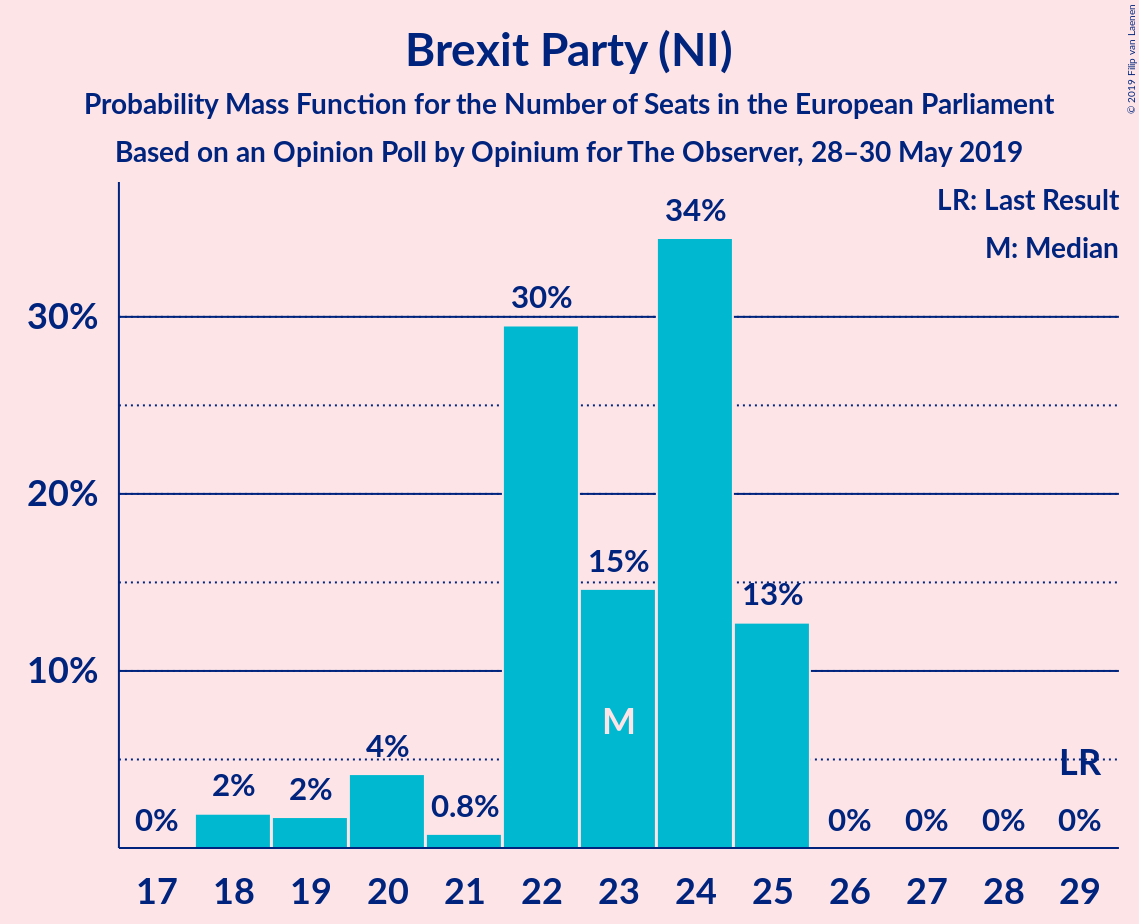 Brexit Party (NI)
Probability Mass Function for the Number of Seats in the European Parliament
Based on an Opinion Poll by Opinium for The Observer, 28–30 May 2019
© 2019 Filip van Laenen
LR: Last Result
M: Median
34%
30%
30%
20%
15%
13%
10%
M
4%
LR
2%
2%
0.8%
0%
0%
0%
0%
0%
17 18 19 20 21 22 23 24 25 26 27 28 29